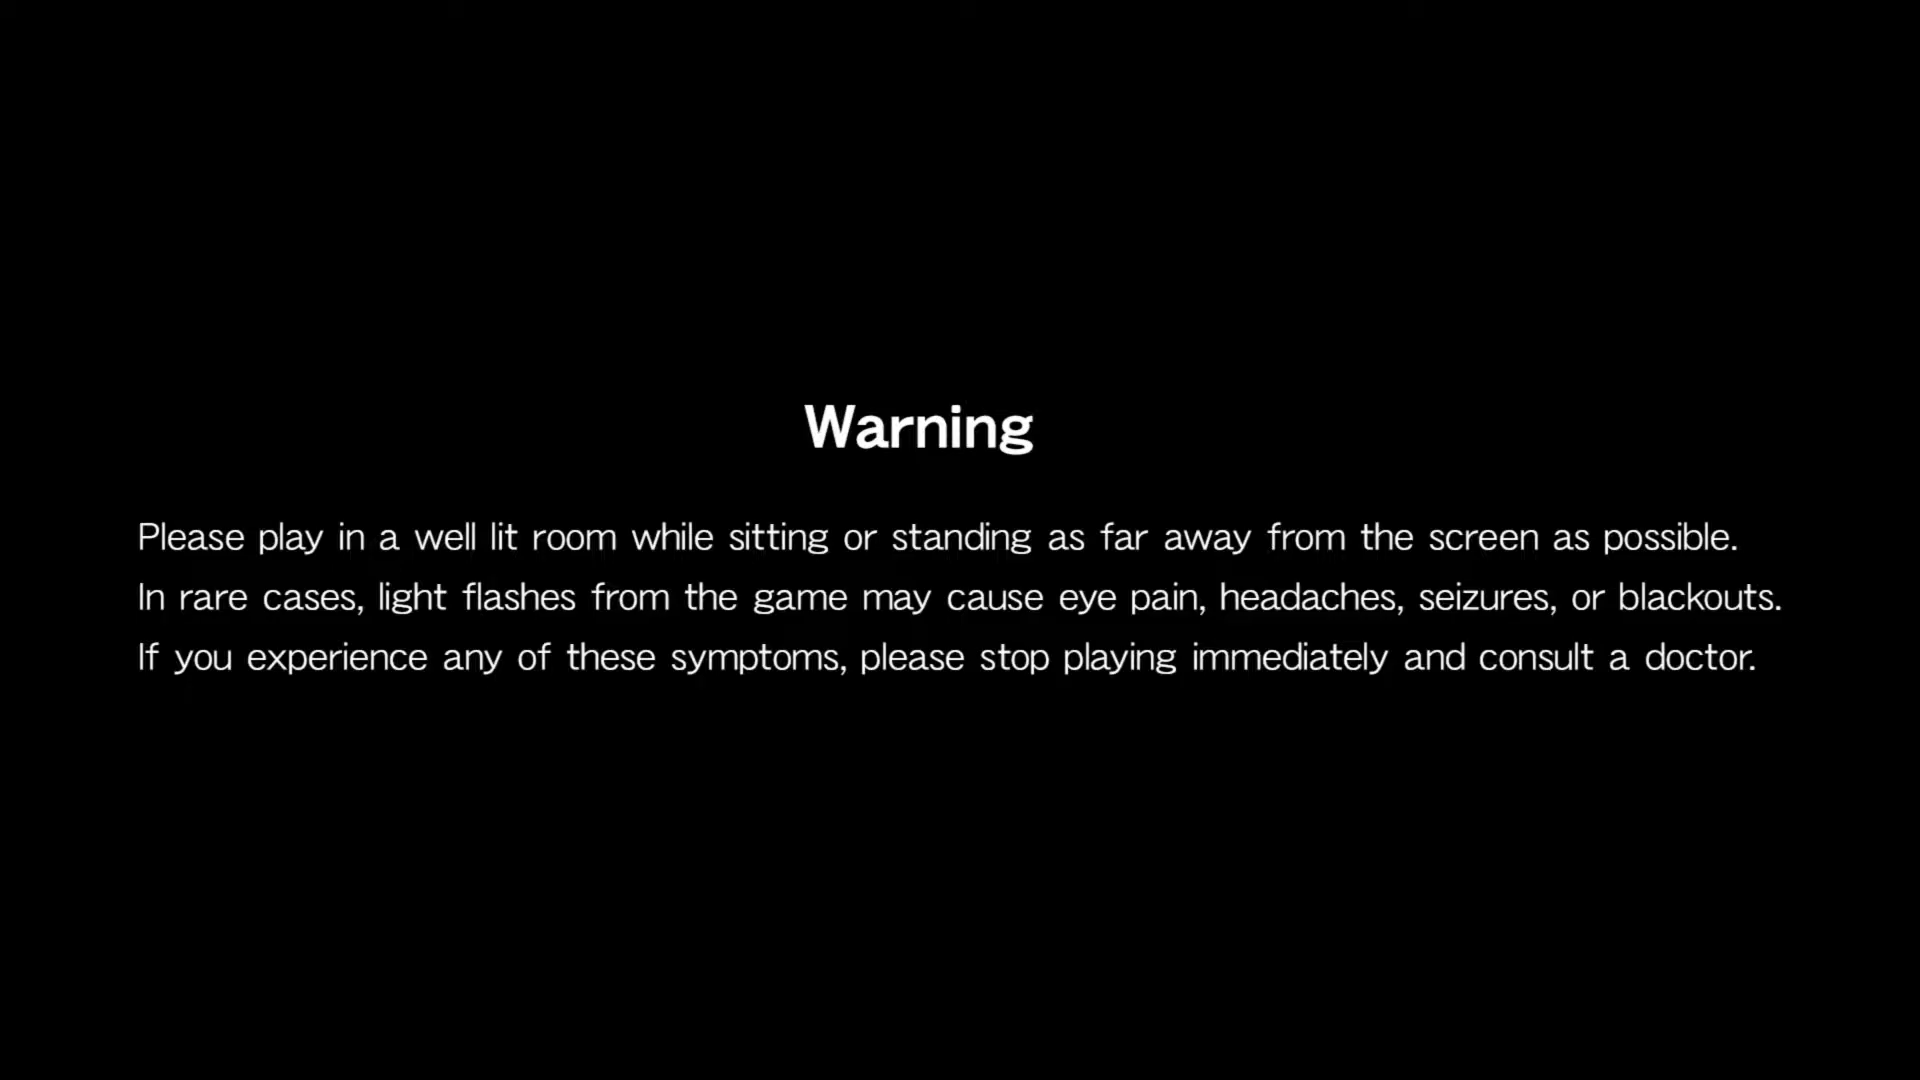 Warning
Please play in a well lit room while sitting or standing as far away from the screen as possible.
In rare cases, light flashes from the game may cause eye pain, headaches, seizures, or blackouts.
If you experience any of these symptoms, please stop playing immediately and consult a doctor.